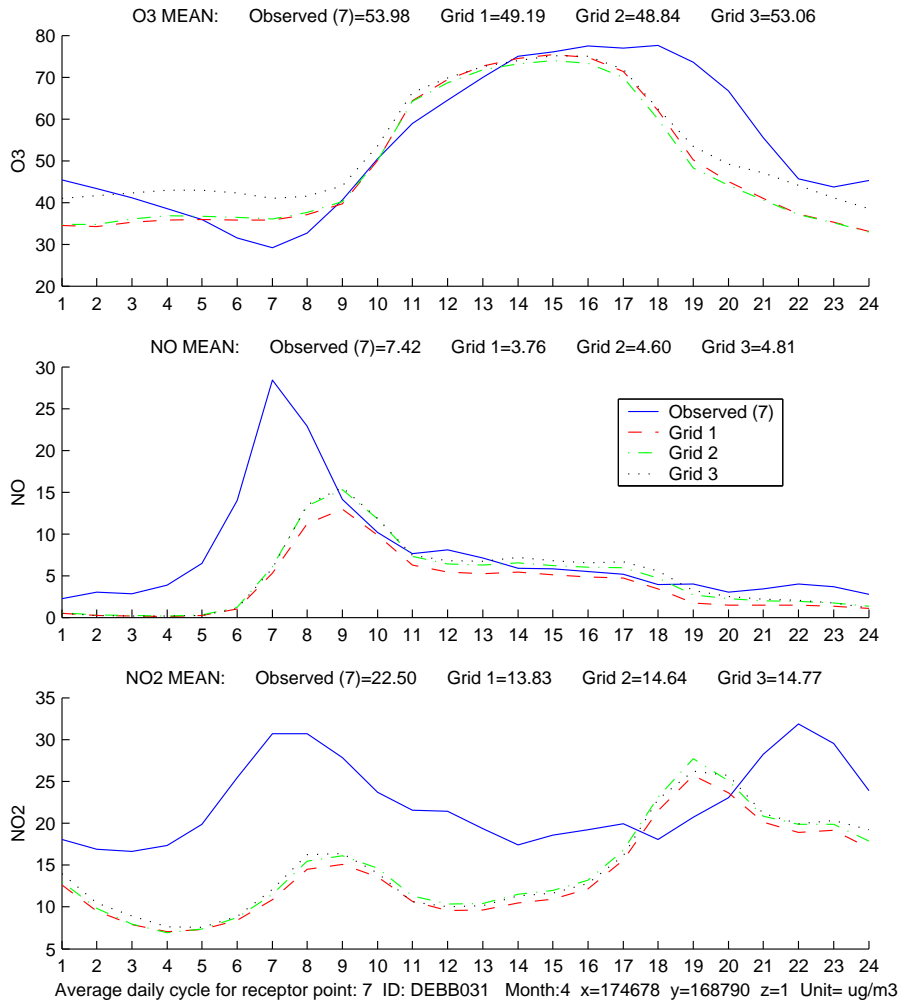 O3 MEAN: Observed (7)=53.98 Grid 1=49.19 Grid 2=48.84 Grid 3=53.06
80
70
60
50
40
30
20
O3
1 2 3 4 5 6 7 8 9 10 11 12 13 14 15 16 17 18 19 20 21 22 23 24
NO MEAN: Observed (7)=7.42 Grid 1=3.76 Grid 2=4.60 Grid 3=4.81
30
25
20
15
10
5
0
NO
Observed (7)
Grid 1
Grid 2
Grid 3
1 2 3 4 5 6 7 8 9 10 11 12 13 14 15 16 17 18 19 20 21 22 23 24
NO2 MEAN: Observed (7)=22.50 Grid 1=13.83 Grid 2=14.64 Grid 3=14.77
35
30
25
20
15
10
5
NO2
1 2 3 4 5 6 7 8 9 10 11 12 13 14 15 16 17 18 19 20 21 22 23 24
Average daily cycle for receptor point: 7 ID: DEBB031 Month:4 x=174678 y=168790 z=1 Unit= ug/m3